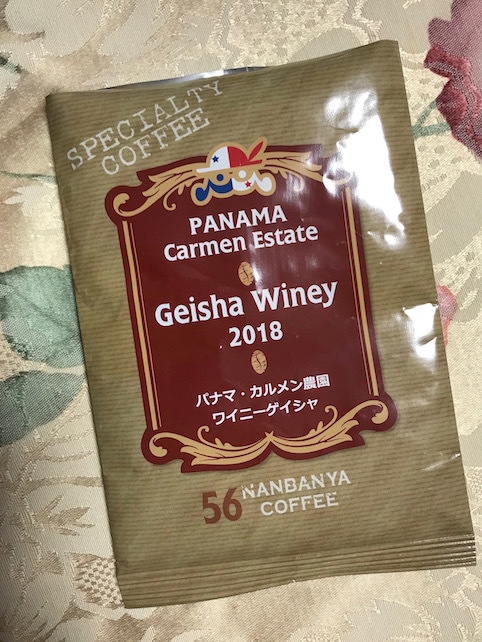 SPECIALTY
COFFEE
PANAMA
Carmen Estate
Geisha Winey
2018
パナマ・カルメン農園
ワイニーゲイシャ
56 NANBANYA
COFFEE